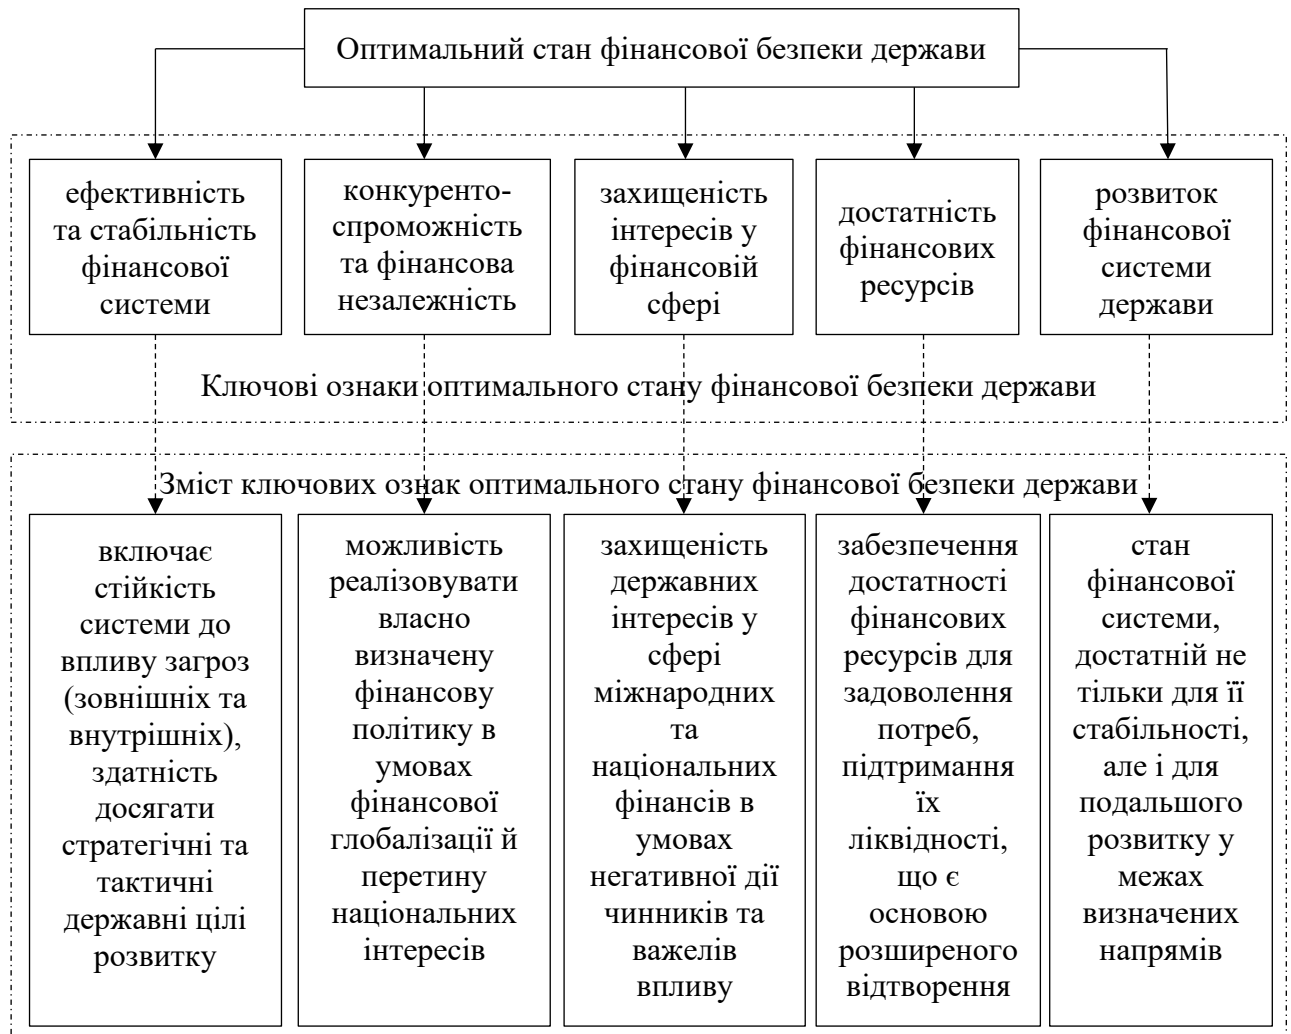 Оптимальний стан фінансової безпеки держави
ефективність
та стабільність
фінансової
системи
конкуренто-
спроможність
та фінансова
незалежність
захищеність
інтересів у
фінансовій
сфері
достатність
фінансових
ресурсів
розвиток
фінансової
системи
держави
Ключові ознаки оптимального стану фінансової безпеки держави
Зміст ключових ознак оптимального стану фінансової безпеки держави
включає
стійкість
системи до
впливу загроз
(зовнішніх та
внутрішніх),
здатність
досягати
стратегічні та
тактичні
державні цілі
розвитку
можливість
реалізовувати
власно
визначену
фінансову
політику в
умовах
фінансової
глобалізації й
перетину
національних
інтересів
захищеність
державних
інтересів у
сфері
міжнародних
та
національних
фінансів в
умовах
негативної дії
чинників та
важелів
впливу
забезпечення
достатності
фінансових
ресурсів для
задоволення
потреб,
підтримання
їх
ліквідності,
що є
основою
розширеного
відтворення
стан
фінансової
системи,
достатній не
тільки для її
стабільності,
але і для
подальшого
розвитку у
межах
визначених
напрямів